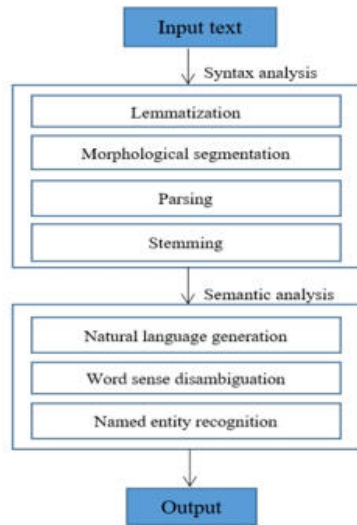 Input text
Syntax analysis
Lemmatization
Morphological segmentation
Parsing
Stemming
Semantic analysis
Natural language generation
Word sense disambiguation
Named entity recognition
Output